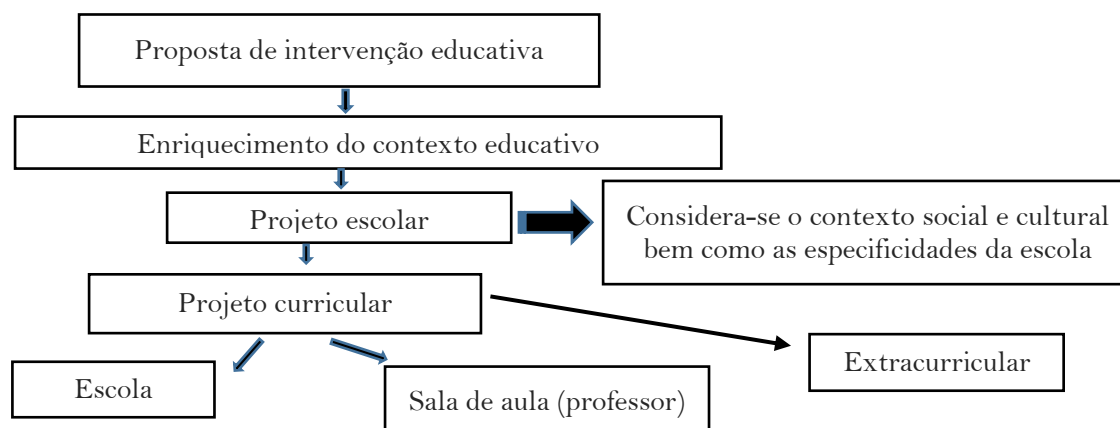 Proposta de intervenção educativa
Enriquecimento do contexto educativo
Projeto escolar
Considera-se o contexto social e cultural
bem como as especificidades da escola
Projeto curricular
Extracurricular
Escola
Sala de aula (professor)